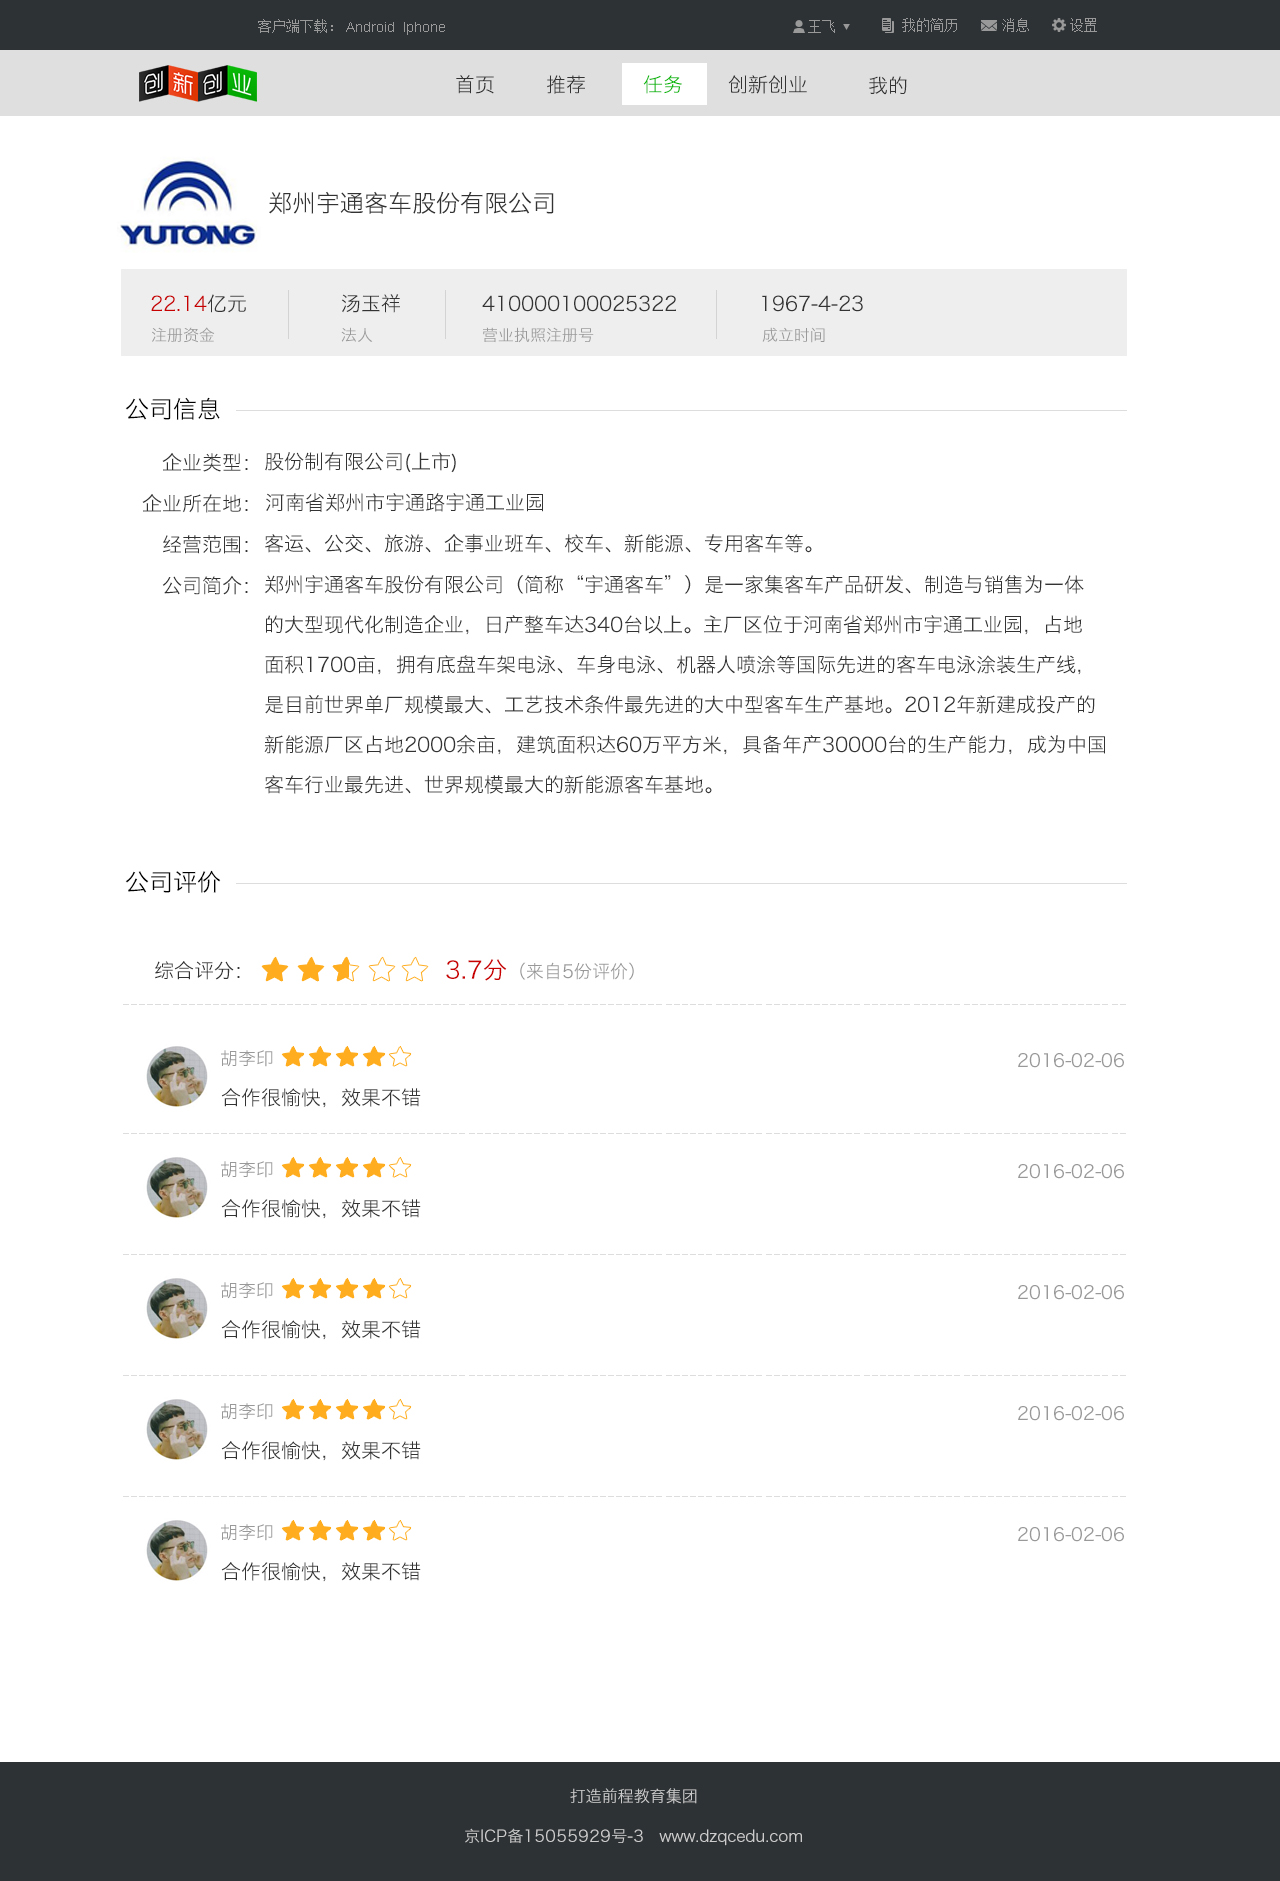 客户端下载： Android Iphone 王飞 ▼ 我的简历 消息 设置
创新创业 首页 推荐 任务 创新创业 我的
YUTONG 郑州宇通客车股份有限公司
22.14亿元 汤玉祥 410000100025322 1967-4-23
注册资金 法人 营业执照注册号 成立时间
公司信息
企业类型： 股份制有限公司(上市)
企业所在地： 河南省郑州市宇通路宇通工业园
经营范围： 客运、公交、旅游、企事业班车、校车、新能源、专用客车等。
公司简介： 郑州宇通客车股份有限公司（简称“宇通客车”）是一家集客车产品研发、制造与销售为一体
的大型现代化制造企业，日产整车达340台以上。主厂区位于河南省郑州市宇通工业园，占地
面积1700亩，拥有底盘车架电泳、车身电泳、机器人喷涂等国际先进的客车电泳涂装生产线，
是目前世界单厂规模最大、工艺技术条件最先进的大中型客车生产基地。2012年新建成投产的
新能源厂区占地2000余亩，建筑面积达60万平方米，具备年产30000台的生产能力，成为中国
客车行业最先进、世界规模最大的新能源客车基地。
公司评价
综合评分： 3.7分（来自5份评价）
胡李印 2016-02-06
合作很愉快，效果不错
胡李印 2016-02-06
合作很愉快，效果不错
胡李印 2016-02-06
合作很愉快，效果不错
胡李印 2016-02-06
合作很愉快，效果不错
胡李印 2016-02-06
合作很愉快，效果不错
打造前程教育集团
京ICP备15055929号-3 www.dzqcedu.com